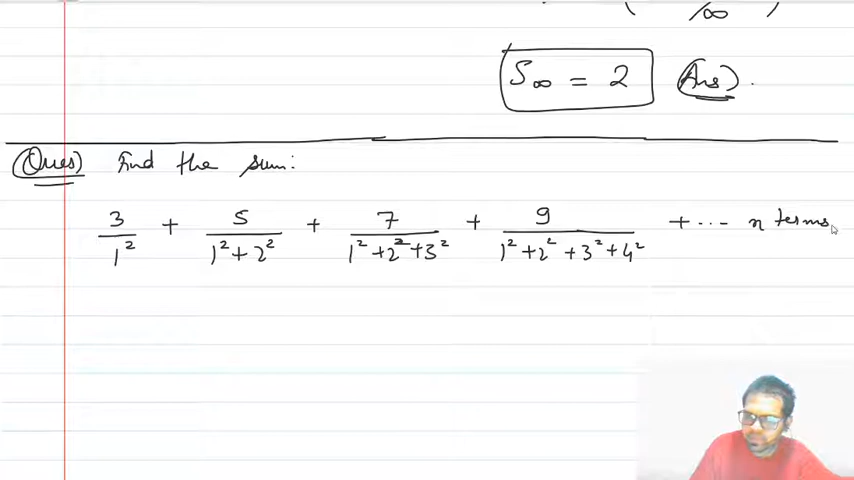 /∞ )
S∞ = 2 Ans) .
Ques) Find the sum:
3/1² + 5/(1²+2²) + 7/(1²+2²+3²) + 9/(1²+2²+3²+4²) + ... n terms